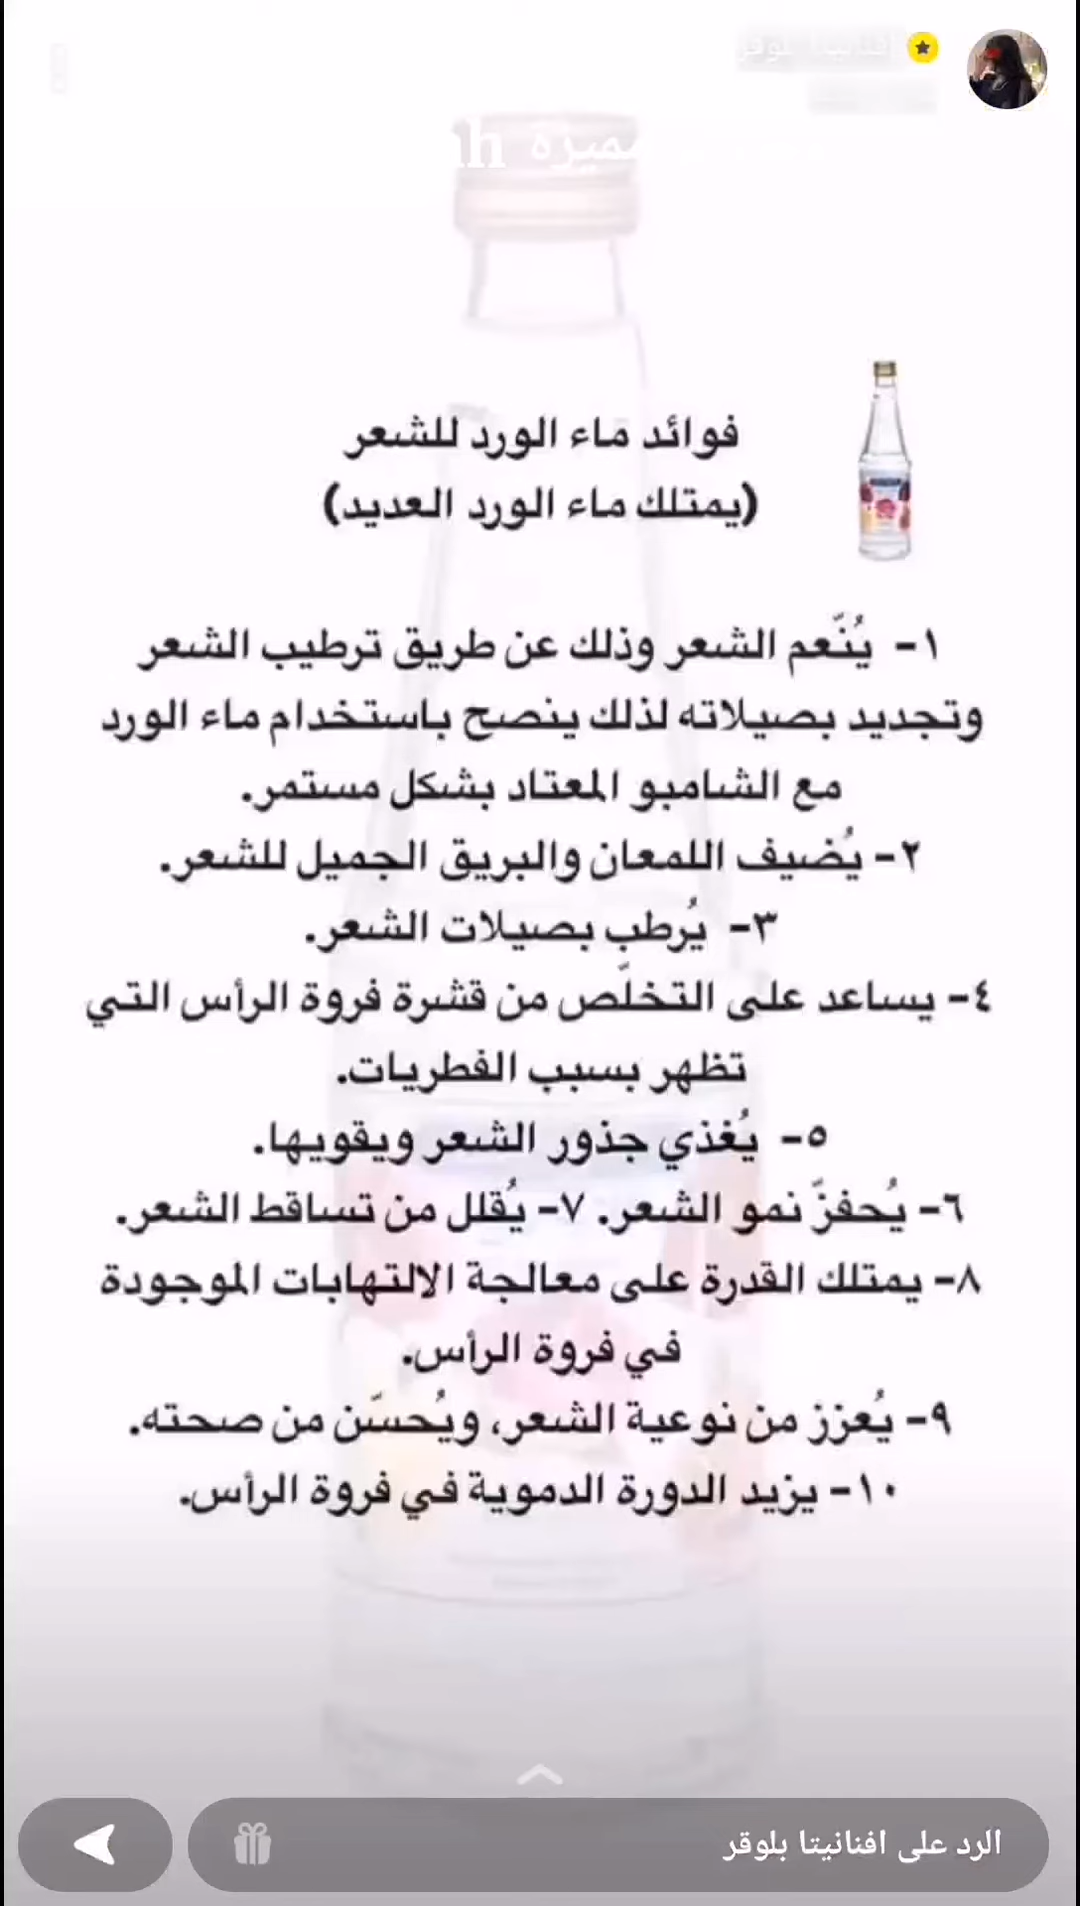 افنانيتا بلوقر
مميزة
فوائد ماء الورد للشعر
(يمتلك ماء الورد العديد)
١- يُنّعم الشعر وذلك عن طريق ترطيب الشعر
وتجديد بصيلاته لذلك ينصح باستخدام ماء الورد
مع الشامبو المعتاد بشكل مستمر.
٢- يُضيف اللمعان والبريق الجميل للشعر.
٣- يُرطب بصيلات الشعر.
٤- يساعد على التخلّص من قشرة فروة الرأس التي
تظهر بسبب الفطريات.
٥- يُغذي جذور الشعر ويقويها.
٦- يُحفزّ نمو الشعر. ٧- يُقلل من تساقط الشعر.
٨- يمتلك القدرة على معالجة الالتهابات الموجودة
في فروة الرأس.
٩- يُعزز من نوعية الشعر، ويُحسّن من صحته.
١٠- يزيد الدورة الدموية في فروة الرأس.
الرد على افنانيتا بلوقر